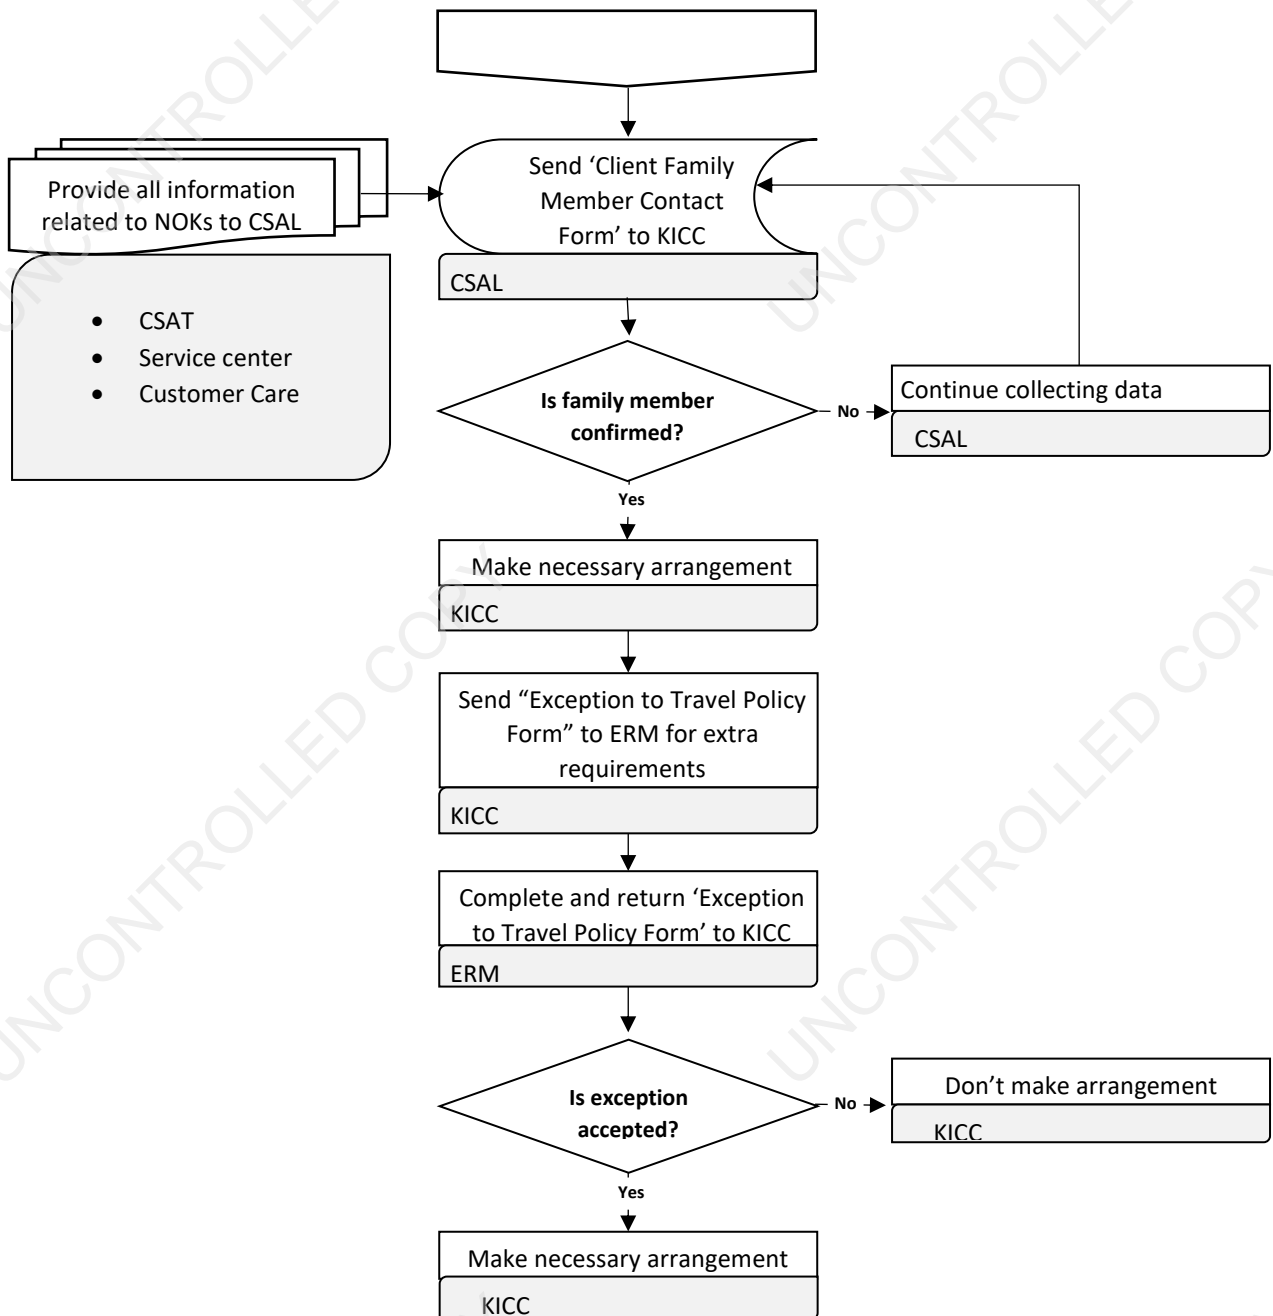 Provide all information
related to NOKs to CSAL
• CSAT
• Service center
• Customer Care
Send ‘Client Family
Member Contact
Form’ to KICC
CSAL
Is family member
confirmed?
No
Continue collecting data
CSAL
Yes
Make necessary arrangement
KICC
Send “Exception to Travel Policy
Form” to ERM for extra
requirements
KICC
Complete and return ‘Exception
to Travel Policy Form’ to KICC
ERM
Is exception
accepted?
No
Don’t make arrangement
KICC
Yes
Make necessary arrangement
KICC
UNCONTROLLED COPY
UNCONTROLLED COPY
UNCONTROLLED
UNCONTROLLED